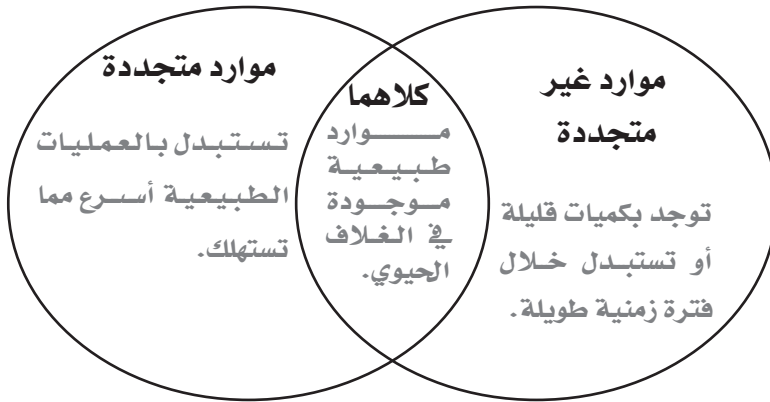 موارد غير
متجددة
توجد بكميات قليلة
أو تستبدل خلال
فترة زمنية طويلة.
كلاهما
موارد
طبيعية
موجودة
في الغلاف
الحيوي.
موارد متجددة
تستبدل بالعمليات
الطبيعية أسرع مما
تستهلك.